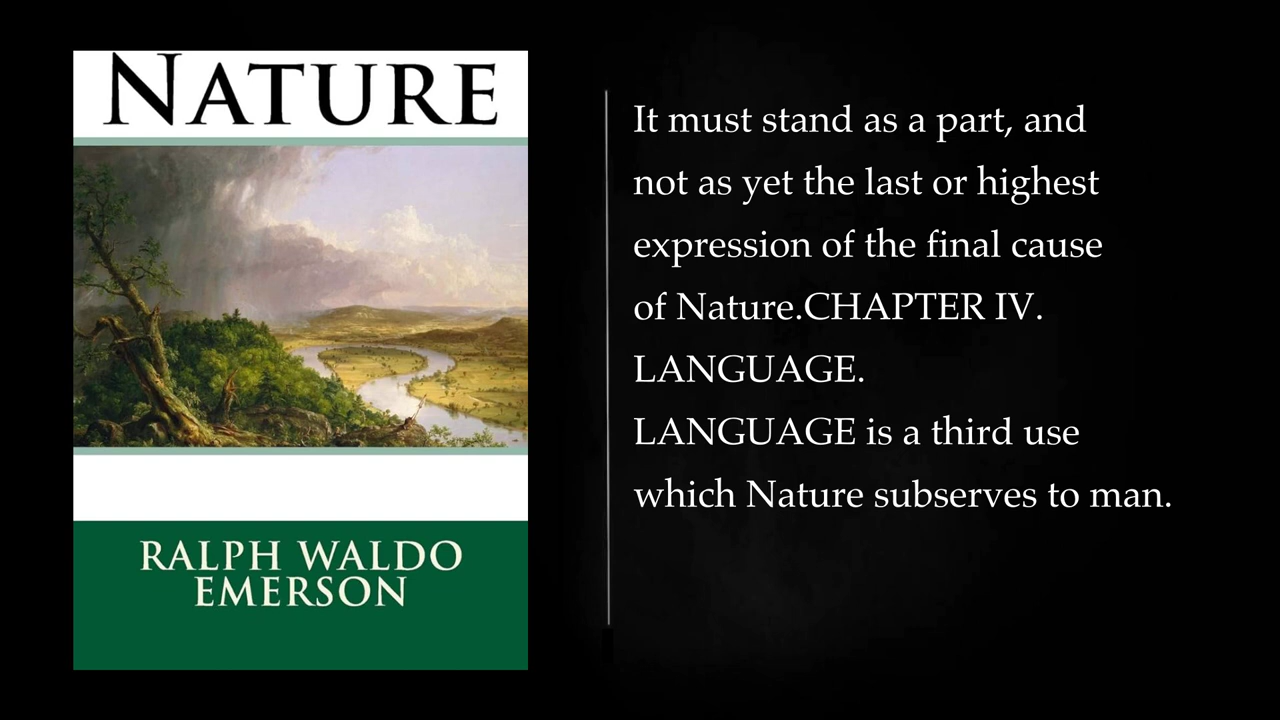 NATURE
RALPH WALDO
EMERSON
It must stand as a part, and
not as yet the last or highest
expression of the final cause
of Nature.CHAPTER IV.
LANGUAGE.
LANGUAGE is a third use
which Nature subserves to man.